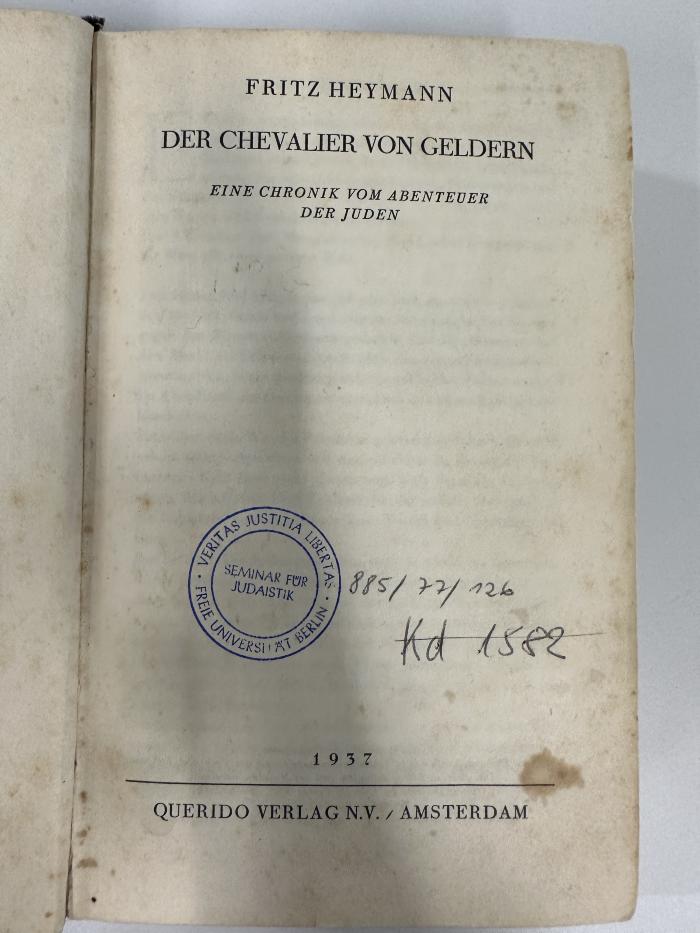 FRITZ HEYMANN
DER CHEVALIER VON GELDERN
EINE CHRONIK VOM ABENTEUER
DER JUDEN
VERITAS JUSTITIA LIBERTAS
SEMINAR FÜR
JUDAISTIK
FREIE UNIVERSITÄT BERLIN
885/77/126
Kd 1582
1937
QUERIDO VERLAG N.V. / AMSTERDAM